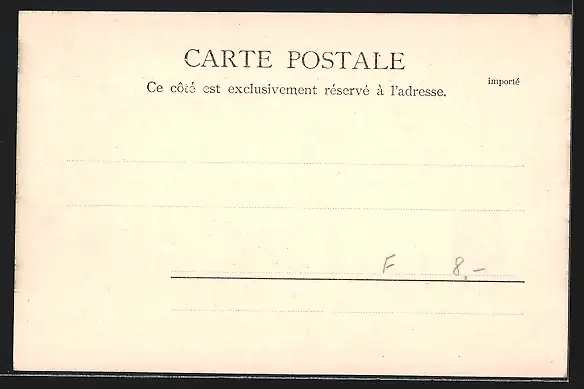 CARTE POSTALE
importé
Ce côté est exclusivement réservé à l'adresse.
F 8,-